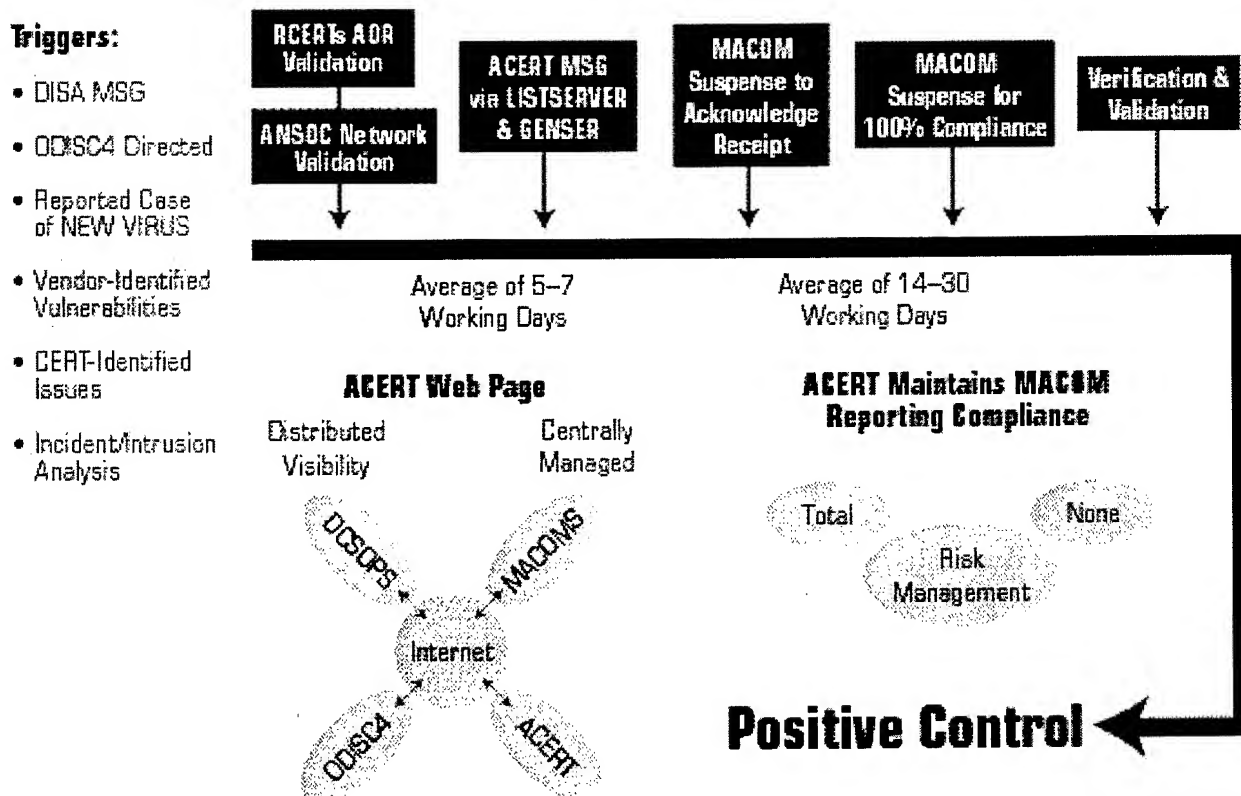 Triggers:
• DISA MSG
• ODISC4 Directed
• Reported Case
of NEW VIRUS
• Vendor-Identified
Vulnerabilities
• CERT-Identified
Issues
• Incident/Intrusion
Analysis
RCERTs AOR
Validation
ANSOC Network
Validation
ACERT MSG
via LISTSERVER
& GENSER
MACOM
Suspense to
Acknowledge
Receipt
MACOM
Suspense for
100% Compliance
Verification &
Validation
Average of 5–7
Working Days
Average of 14–30
Working Days
ACERT Web Page
Distributed
Visibility
Centrally
Managed
DCSOPS
MACOMS
Internet
ODISC4
ACERT
ACERT Maintains MACOM
Reporting Compliance
Total
None
Risk
Management
Positive Control